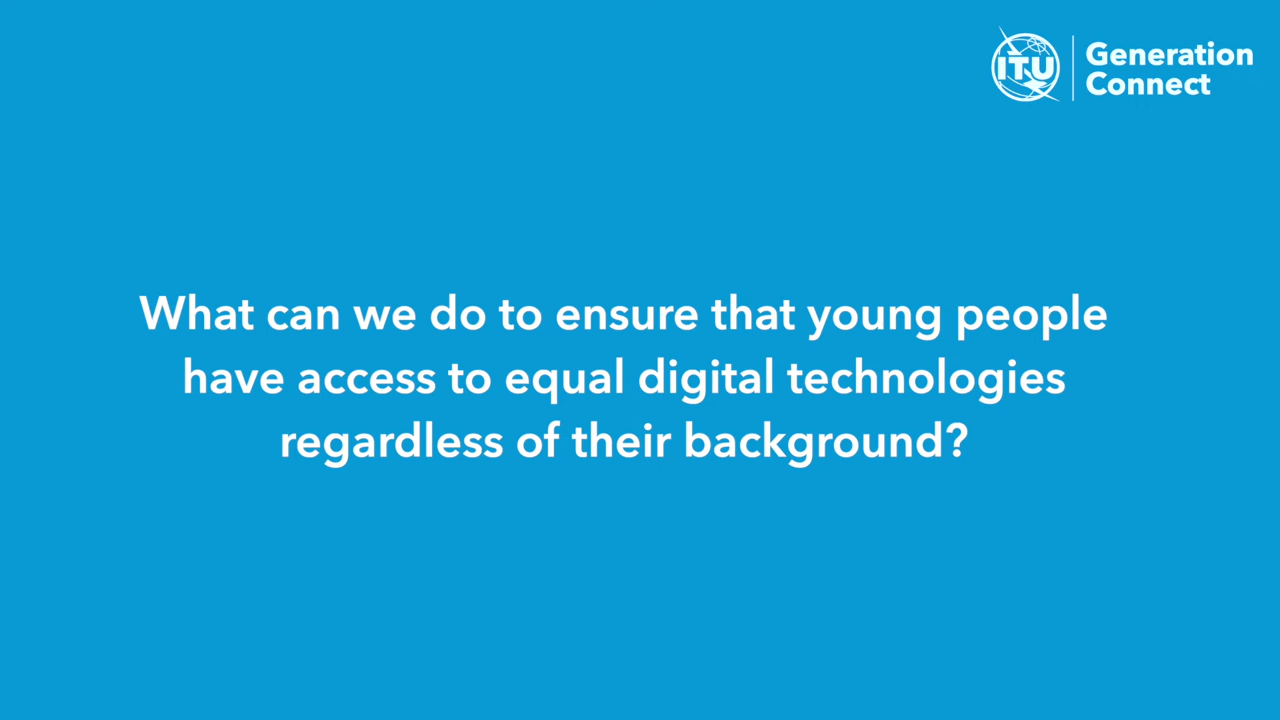 ITU
Generation
Connect
What can we do to ensure that young people
have access to equal digital technologies
regardless of their background?